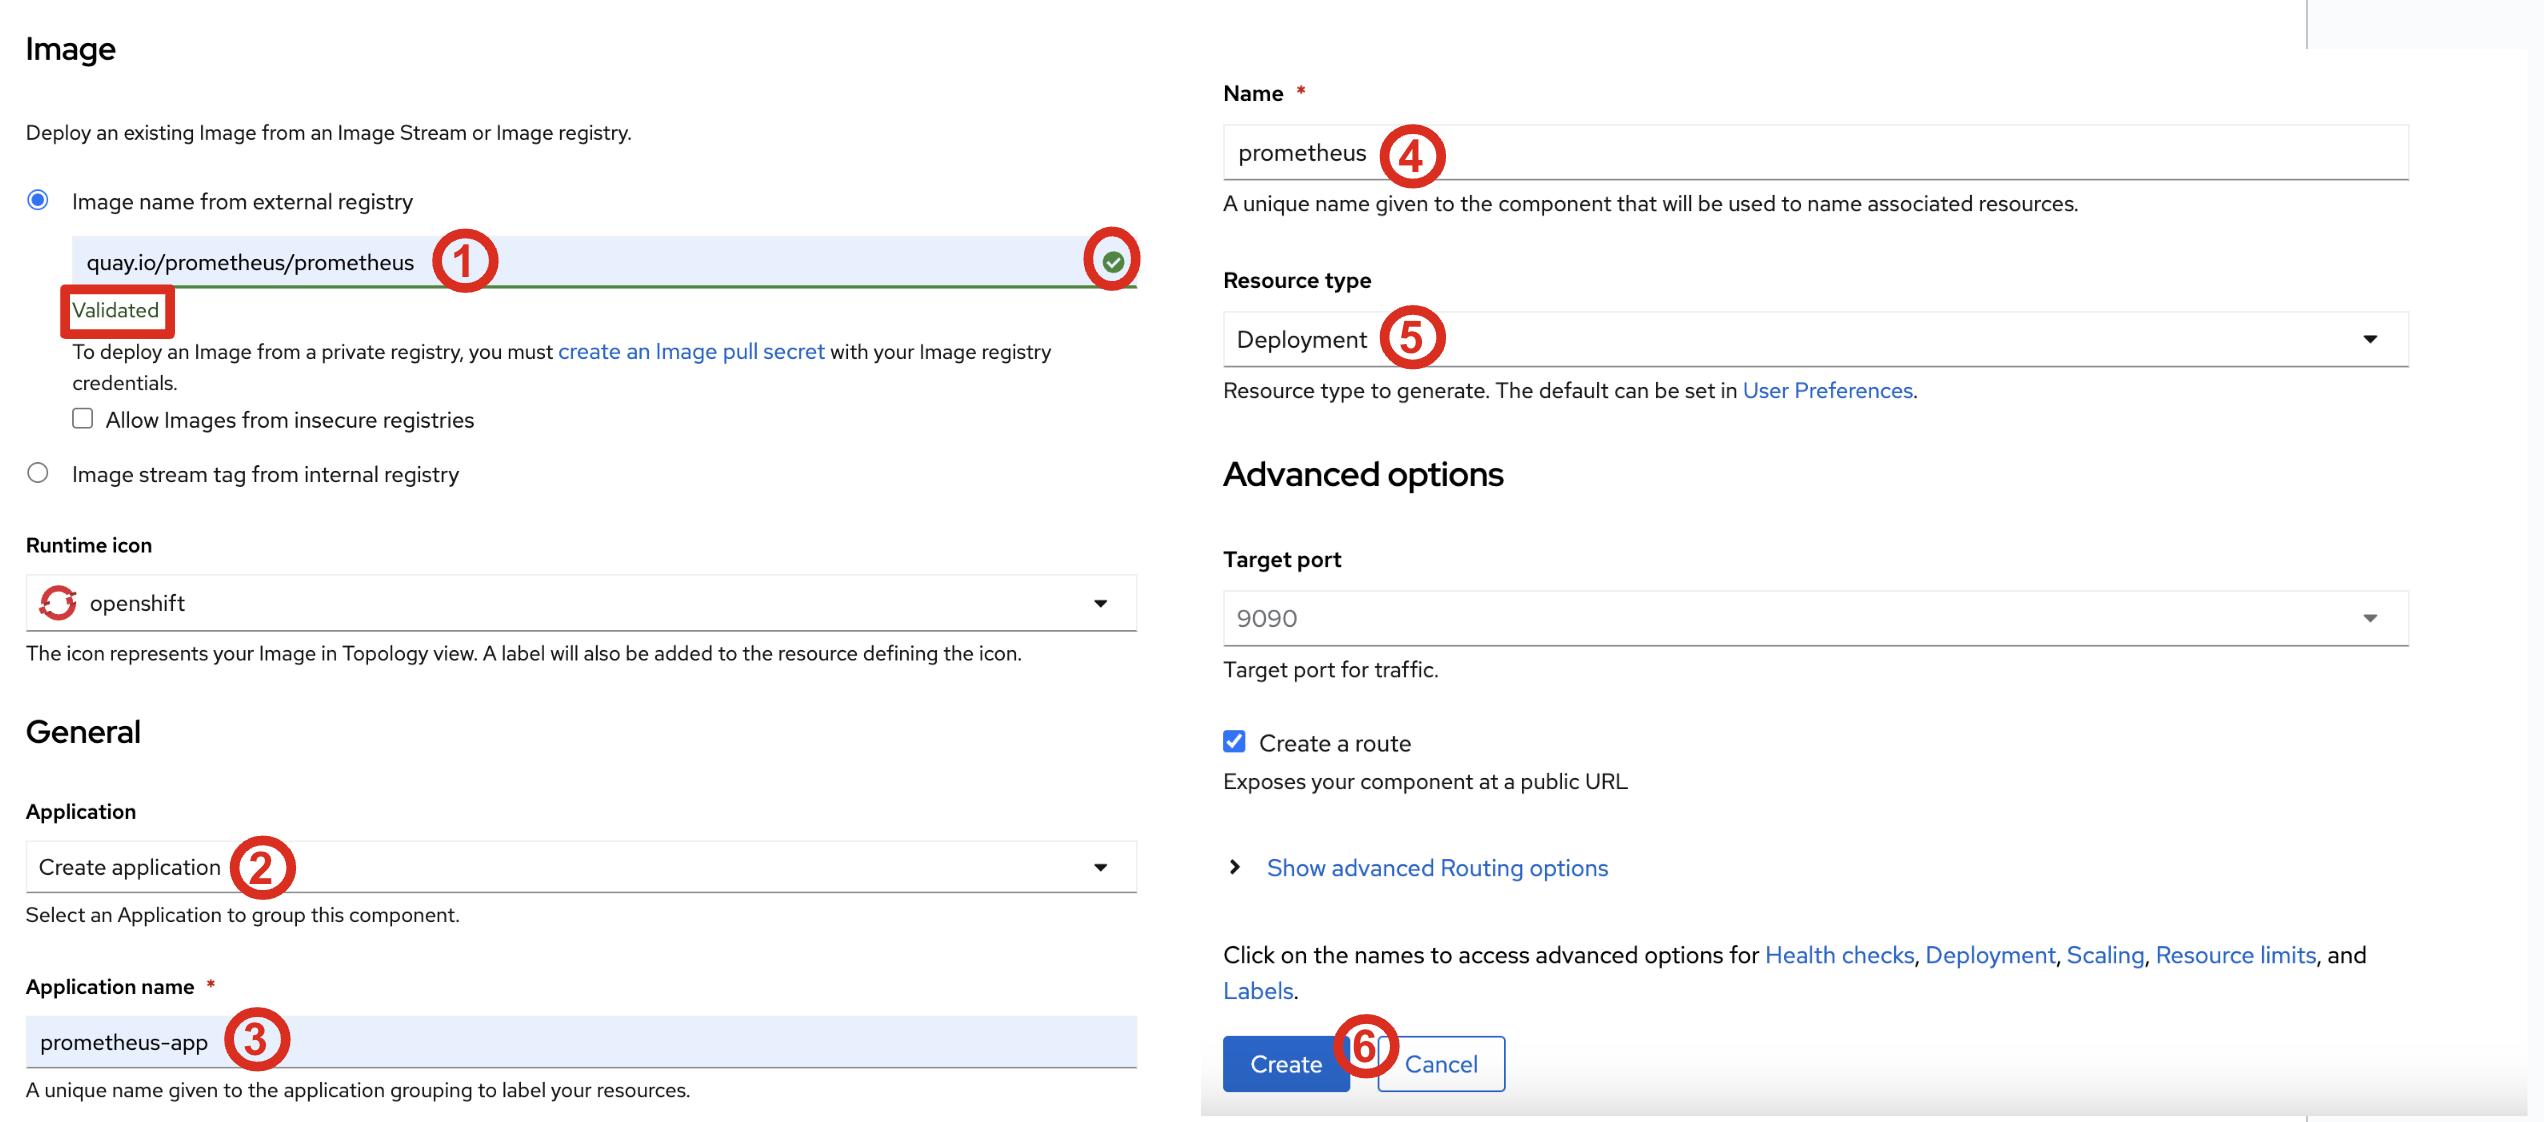 Image
Deploy an existing Image from an Image Stream or Image registry.
Image name from external registry
quay.io/prometheus/prometheus 1
Validated
To deploy an Image from a private registry, you must create an Image pull secret with your Image registry
credentials.
Allow Images from insecure registries
Image stream tag from internal registry
Runtime icon
openshift
The icon represents your Image in Topology view. A label will also be added to the resource defining the icon.
General
Application
Create application 2
Select an Application to group this component.
Application name *
prometheus-app 3
A unique name given to the application grouping to label your resources.
Name *
prometheus 4
A unique name given to the component that will be used to name associated resources.
Resource type
Deployment 5
Resource type to generate. The default can be set in User Preferences.
Advanced options
Target port
9090
Target port for traffic.
Create a route
Exposes your component at a public URL
Show advanced Routing options
Click on the names to access advanced options for Health checks, Deployment, Scaling, Resource limits, and
Labels.
Create 6 Cancel